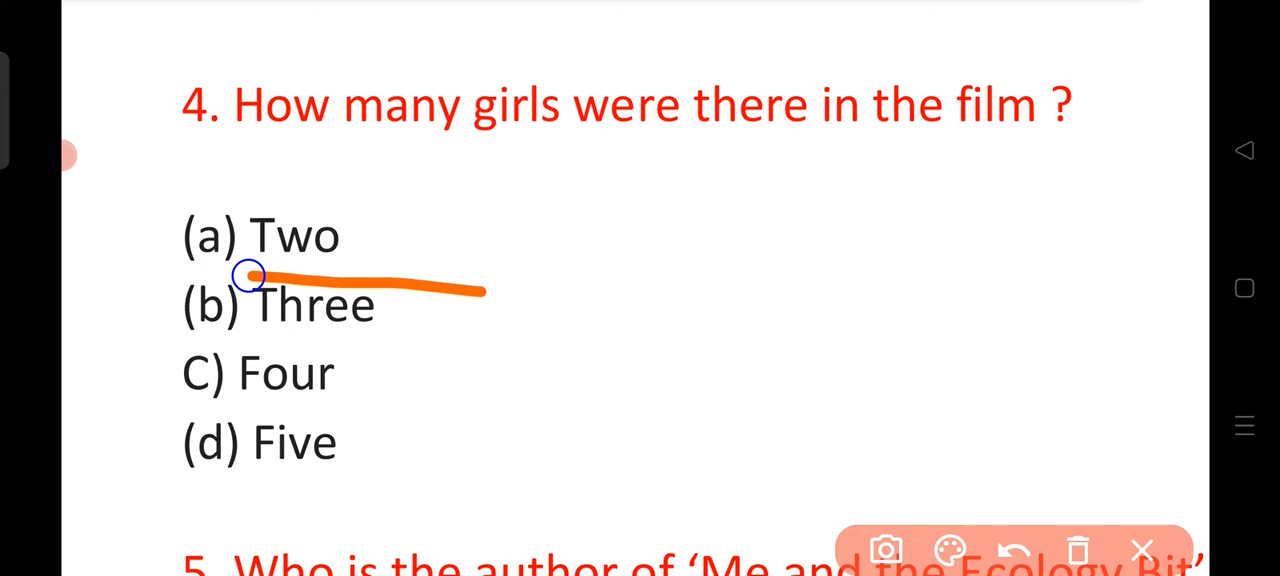 4. How many girls were there in the film ?
(a) Two
(b) Three
C) Four
(d) Five
5. Who is the author of ‘Me and the Ecology Bit’